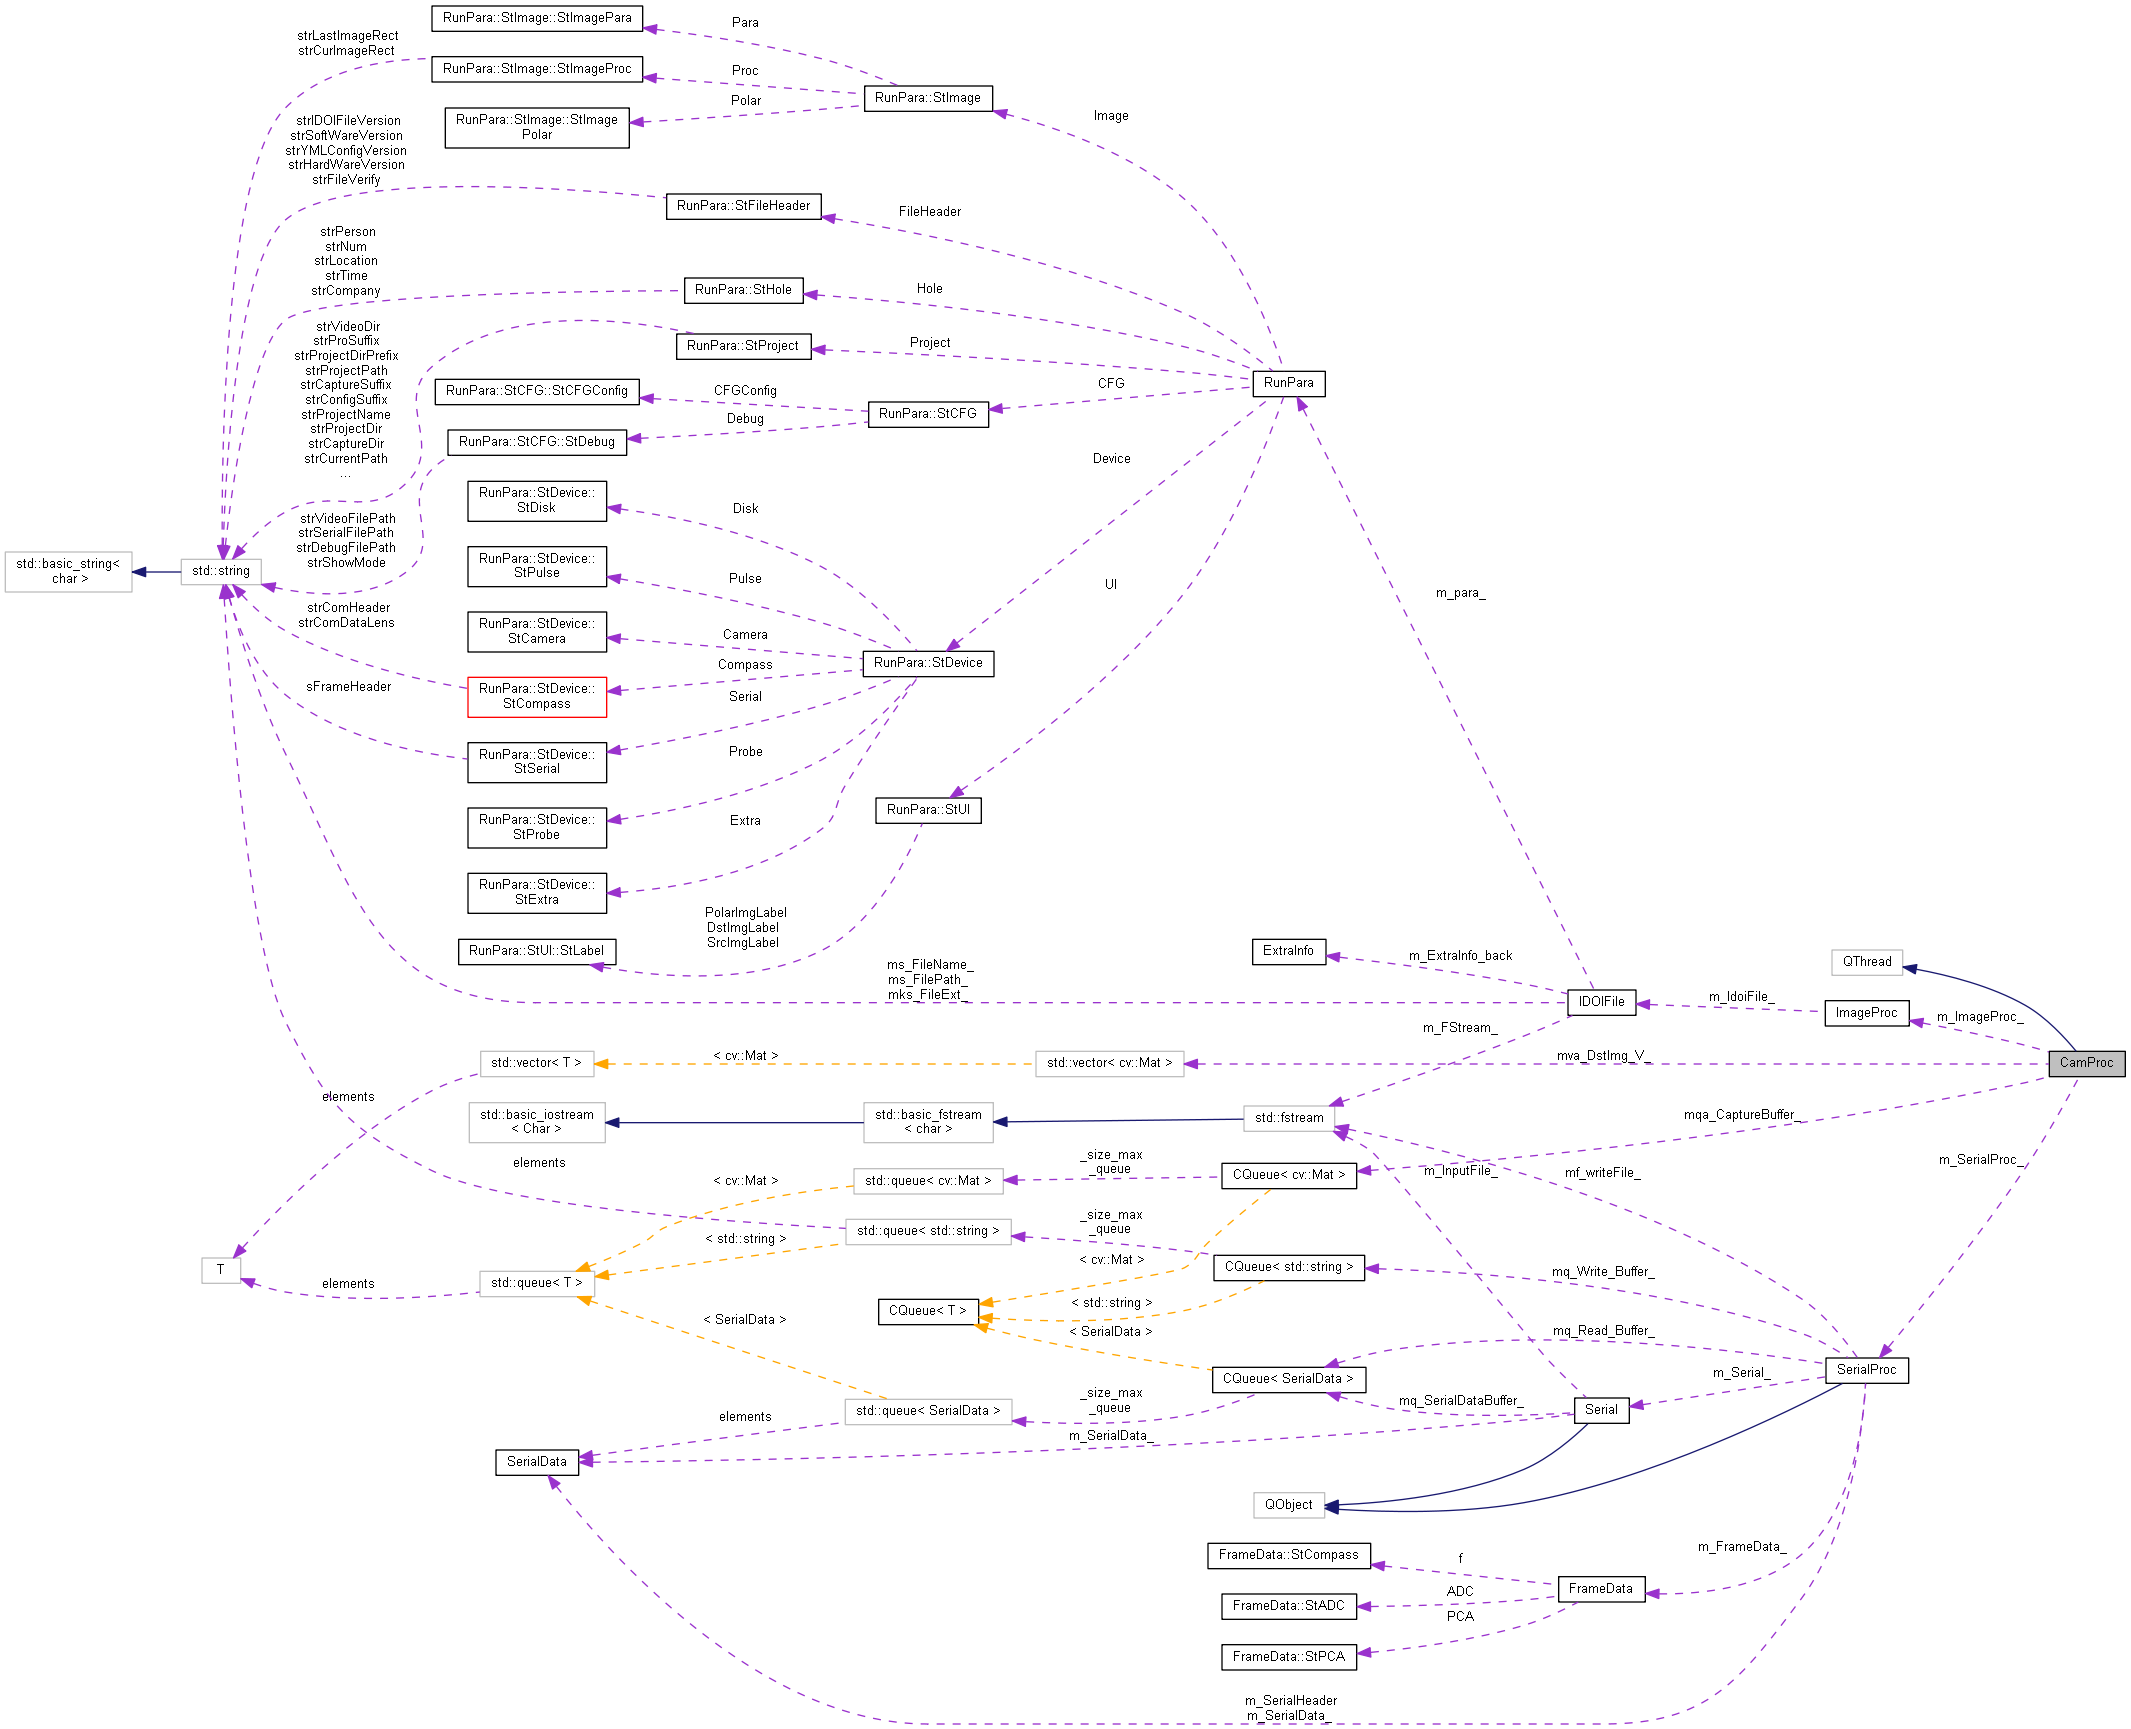 RunPara::StImage::StImagePara
Para
strLastImageRect
strCurImageRect
RunPara::StImage::StImageProc
Proc
RunPara::StImage
Polar
RunPara::StImage::StImage
Polar
Image
strIDOIFileVersion
strSoftWareVersion
strYMLConfigVersion
strHardWareVersion
strFileVerify
RunPara::StFileHeader
FileHeader
strPerson
strNum
strLocation
strTime
strCompany
RunPara::StHole
Hole
strVideoDir
strProSuffix
strProjectDirPrefix
strProjectPath
strCaptureSuffix
strConfigSuffix
strProjectName
strProjectDir
strCaptureDir
strCurrentPath
...
RunPara::StProject
Project
RunPara::StCFG::StCFGConfig
CFGConfig
RunPara::StCFG
CFG
RunPara
Debug
RunPara::StCFG::StDebug
Device
RunPara::StDevice::
StDisk
Disk
strVideoFilePath
strSerialFilePath
strDebugFilePath
strShowMode
std::basic_string<
char >
std::string
RunPara::StDevice::
StPulse
Pulse
UI
m_para_
strComHeader
strComDataLens
RunPara::StDevice::
StCamera
Camera
RunPara::StDevice
Compass
RunPara::StDevice::
StCompass
sFrameHeader
Serial
RunPara::StDevice::
StSerial
Probe
RunPara::StDevice::
StProbe
RunPara::StUI
Extra
RunPara::StDevice::
StExtra
PolarImgLabel
DstImgLabel
SrcImgLabel
RunPara::StUI::StLabel
ms_FileName_
ms_FilePath_
mks_FileExt_
ExtraInfo
m_ExtraInfo_back
IDOIFile
m_IdoiFile_
ImageProc
m_ImageProc_
QThread
CamProc
m_FStream_
std::vector< T >
< cv::Mat >
std::vector< cv::Mat >
mva_DstImg_V_
elements
std::basic_iostream
< Char >
std::basic_fstream
< char >
std::fstream
mqa_CaptureBuffer_
elements
< cv::Mat >
std::queue< cv::Mat >
_size_max
_queue
CQueue< cv::Mat >
m_InputFile_
mf_writeFile_
m_SerialProc_
std::queue< std::string >
_size_max
_queue
< std::string >
< cv::Mat >
CQueue< std::string >
mq_Write_Buffer_
T
elements
std::queue< T >
CQueue< T >
< std::string >
< SerialData >
< SerialData >
mq_Read_Buffer_
SerialProc
m_Serial_
CQueue< SerialData >
_size_max
_queue
std::queue< SerialData >
mq_SerialDataBuffer_
Serial
elements
m_SerialData_
SerialData
QObject
FrameData::StCompass
f
m_FrameData_
FrameData
ADC
FrameData::StADC
PCA
FrameData::StPCA
m_SerialHeader
m_SerialData_